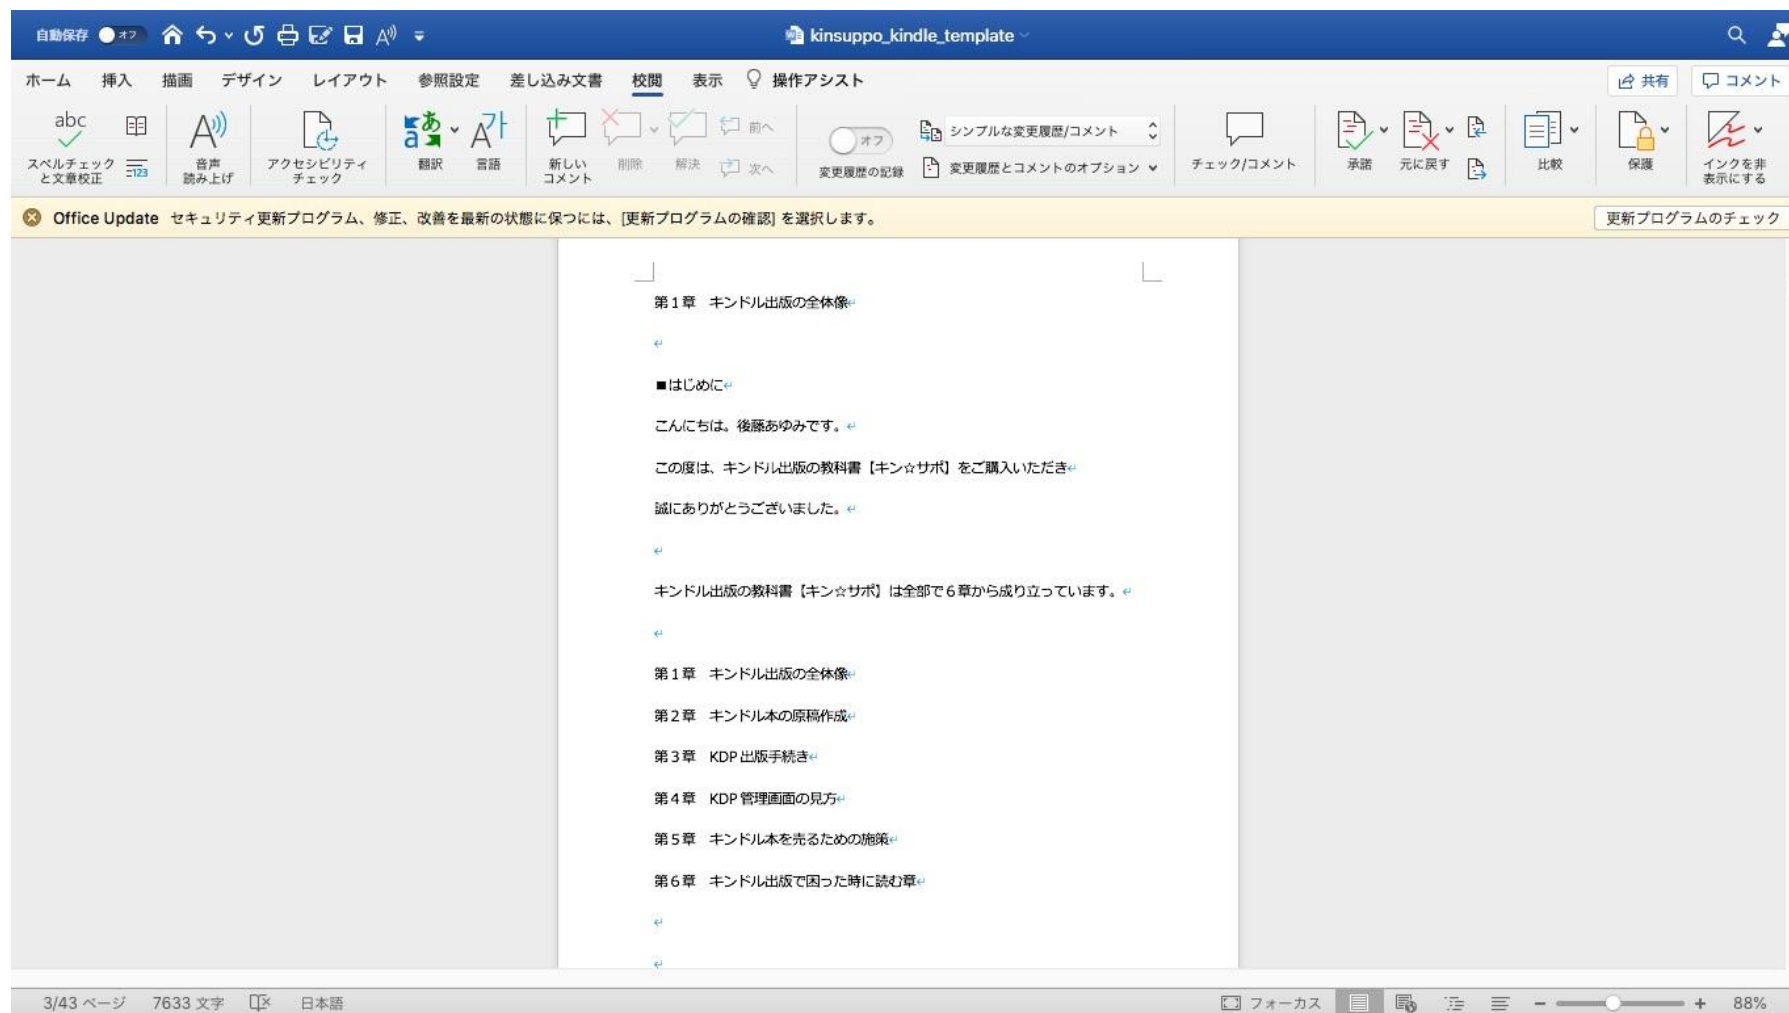 自動保存 オフ kinsuppo_kindle_template
ホーム 挿入 描画 デザイン レイアウト 参照設定 差し込み文書 校閲 表示 操作アシスト 共有 コメント
abc
スペルチェック
と文章校正
123
音声
読み上げ
アクセシビリティ
チェック
翻訳
言語
新しい
コメント
削除
解決
前へ
次へ
オフ
変更履歴の記録
シンプルな変更履歴/コメント
変更履歴とコメントのオプション
チェック/コメント
承諾
元に戻す
比較
保護
インクを非
表示にする
Office Update セキュリティ更新プログラム、修正、改善を最新の状態に保つには、[更新プログラムの確認] を選択します。 更新プログラムのチェック
第1章 キンドル出版の全体像
■はじめに
こんにちは。後藤あゆみです。
この度は、キンドル出版の教科書【キン☆サポ】をご購入いただき
誠にありがとうございました。
キンドル出版の教科書【キン☆サポ】は全部で6章から成り立っています。
第1章 キンドル出版の全体像
第2章 キンドル本の原稿作成
第3章 KDP出版手続き
第4章 KDP管理画面の見方
第5章 キンドル本を売るための施策
第6章 キンドル出版で困った時に読む章
3/43 ページ 7633 文字 日本語 フォーカス 88%